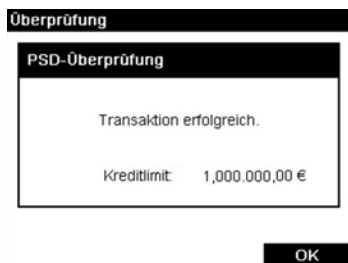 Überprüfung
PSD-Überprüfung
Transaktion erfolgreich.
Kreditlimit: 1,000.000,00 €
OK